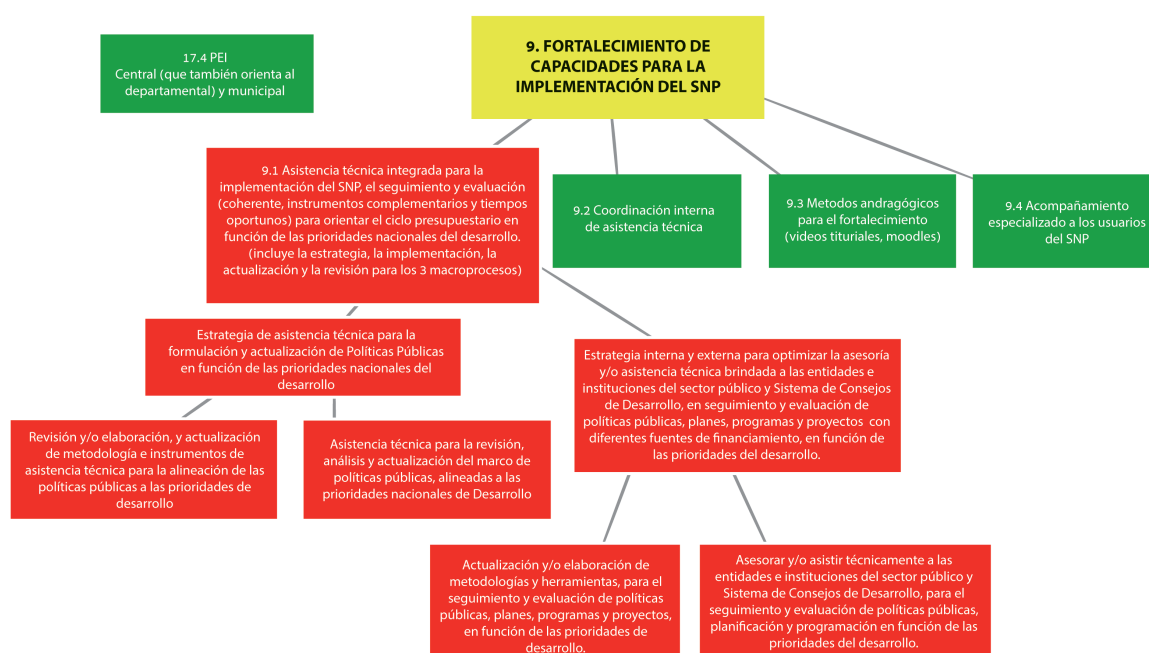 17.4 PEI
Central (que también orienta al
departamental) y municipal
9. FORTALECIMIENTO DE
CAPACIDADES PARA LA
IMPLEMENTACIÓN DEL SNP
9.1 Asistencia técnica integrada para la
implementación del SNP, el seguimiento y evaluación
(coherente, instrumentos complementarios y tiempos
oportunos) para orientar el ciclo presupuestario en
función de las prioridades nacionales del desarrollo.
(incluye la estrategia, la implementación, la
actualización y la revisión para los 3 macroprocesos)
9.2 Coordinación interna
de asistencia técnica
9.3 Metodos andragógicos
para el fortalecimiento
(videos tituriales, moodles)
9.4 Acompañamiento
especializado a los usuarios
del SNP
Estrategia de asistencia técnica para la
formulación y actualización de Políticas Públicas
en función de las prioridades nacionales del
desarrollo
Estrategia interna y externa para optimizar la asesoría
y/o asistencia técnica brindada a las entidades e
instituciones del sector público y Sistema de Consejos
de Desarrollo, en seguimiento y evaluación de
políticas públicas, planes, programas y proyectos con
diferentes fuentes de financiamiento, en función de
las prioridades del desarrollo.
Revisión y/o elaboración, y actualización
de metodología e instrumentos de
asistencia técnica para la alineación de las
políticas públicas a las prioridades de
desarrollo
Asistencia técnica para la revisión,
análisis y actualización del marco de
políticas públicas, alineadas a las
prioridades nacionales de Desarrollo
Actualización y/o elaboración de
metodologías y herramientas, para el
seguimiento y evaluación de políticas
públicas, planes, programas y proyectos,
en función de las prioridades de
desarrollo.
Asesorar y/o asistir técnicamente a las
entidades e instituciones del sector público y
Sistema de Consejos de Desarrollo, para el
seguimiento y evaluación de políticas públicas,
planificación y programación en función de las
prioridades del desarrollo.